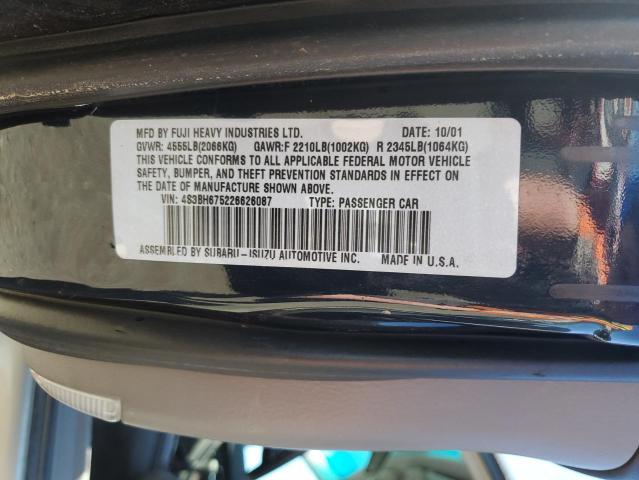 MFD BY FUJI HEAVY INDUSTRIES LTD. DATE: 10/01
GVWR: 4555LB(2066KG) GAWR:F 2210LB(1002KG) R 2345LB(1064KG)
THIS VEHICLE CONFORMS TO ALL APPLICABLE FEDERAL MOTOR VEHICLE
SAFETY, BUMPER, AND THEFT PREVENTION STANDARDS IN EFFECT ON
THE DATE OF MANUFACTURE SHOWN ABOVE.
VIN: 4S3BH675226626087 TYPE: PASSENGER CAR
ASSEMBLED BY SUBARU-ISUZU AUTOMOTIVE INC. MADE IN U.S.A.